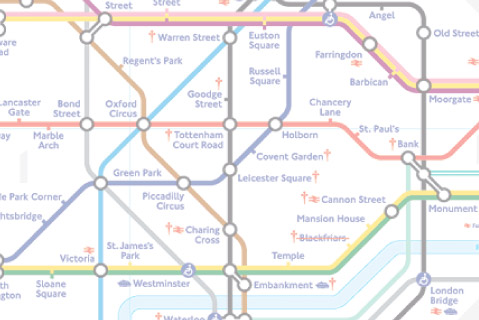 Street
Street
Angel
Warren Street
Euston
Square
Old Street
ware
ad
Farringdon
Regent's Park
Russell
Square
Barbican
Goodge
Street
Moorgate
Lancaster
Gate
Bond
Street
Oxford
Circus
Chancery
Lane
ay
Marble
Arch
Tottenham
Court Road
Holborn
St. Paul's
Bank
Covent Garden
Green Park
Leicester Square
e Park Corner
Piccadilly
Circus
Cannon Street
Monument
htsbridge
Mansion House
Charing
Cross
Blackfriars
Victoria
St. James's
Park
Temple
th
ington
Sloane
Square
Westminster
Embankment
London
Bridge
Waterloo